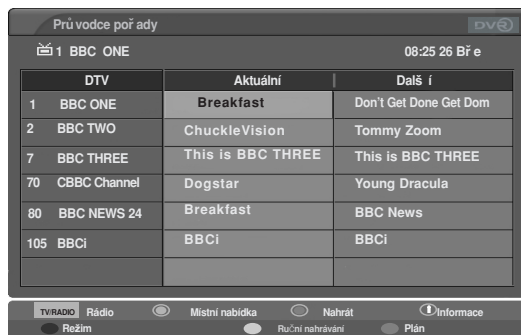 Průvodce pořady DVR
1 BBC ONE 08:25 26 Bře
DTV Aktuální Další
1 BBC ONE Breakfast Don't Get Done Get Dom
2 BBC TWO ChuckleVision Tommy Zoom
7 BBC THREE This is BBC THREE This is BBC THREE
70 CBBC Channel Dogstar Young Dracula
80 BBC NEWS 24 Breakfast BBC News
105 BBCi BBCi BBCi
TV/RADIO Rádio Místní nabídka Nahrát Informace
Režim Ruční nahrávání Plán